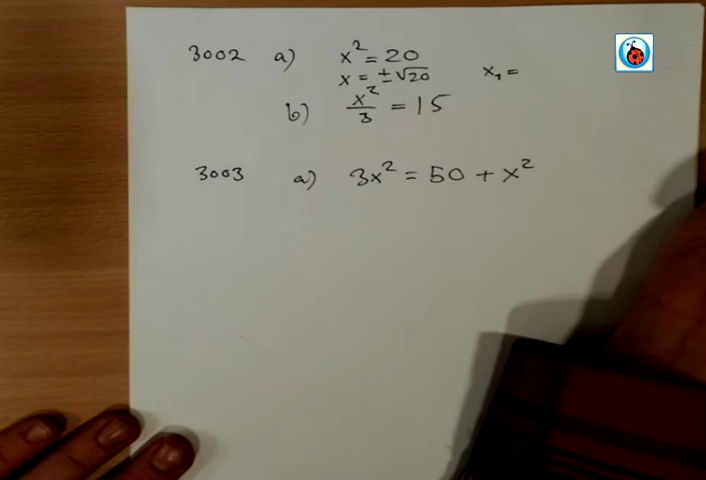 3002 a) x² = 20
x = ±√20 x₁ =
b) x²/3 = 15
3003 a) 3x² = 50 + x²